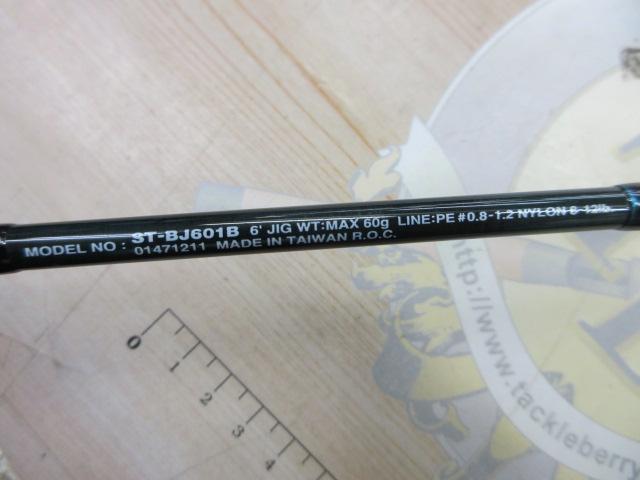 MODEL NO : ST-BJ601B 6' JIG WT:MAX 60g LINE:PE #0.8-1.2 NYLON 6-12lb
01471211 MADE IN TAIWAN R.O.C.
0 1 2 3 4
http://www.tackleberry